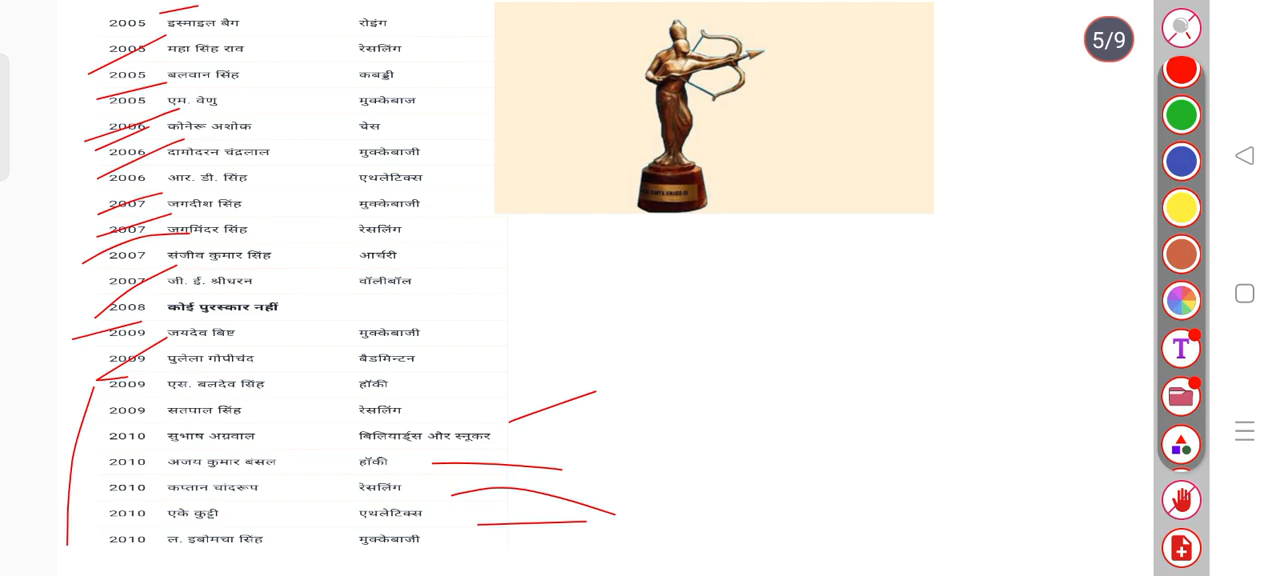 2005 इस्माइल बैग रोइंग
5/9
2005 महा सिंह राव रेसलिंग
2005 बलवान सिंह कबड्डी
2005 एम. वेणु मुक्केबाज
2006 कोनेरू अशोक चेस
2006 दामोदरन चंद्रलाल मुक्केबाजी
2006 आर. डी. सिंह एथलेटिक्स
2007 जगदीश सिंह मुक्केबाजी
2007 जगमिंदर सिंह रेसलिंग
2007 संजीव कुमार सिंह आर्चरी
2007 जी. ई. श्रीधरन वॉलीबॉल
2008 कोई पुरस्कार नहीं
2009 जयदेव बिष्ट मुक्केबाजी
2009 पुलेला गोपीचंद बैडमिन्टन
2009 एस. बलदेव सिंह हॉकी
2009 सतपाल सिंह रेसलिंग
2010 सुभाष अग्रवाल बिलियार्ड्स और स्नूकर
2010 अजय कुमार बंसल हॉकी
2010 कप्तान चांदरूप रेसलिंग
2010 एके कुट्टी एथलेटिक्स
2010 ल. इबोमचा सिंह मुक्केबाजी
T